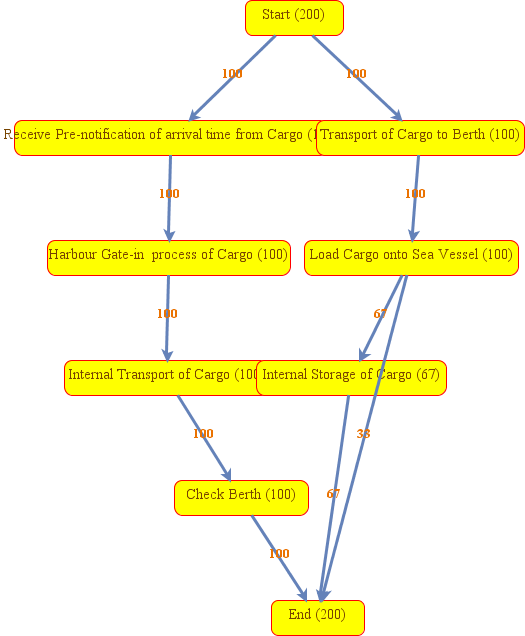 Start (200)
100 100
Receive Pre-notification of arrival time from Cargo (1 Transport of Cargo to Berth (100)
100 100
Harbour Gate-in process of Cargo (100) Load Cargo onto Sea Vessel (100)
100 67
Internal Transport of Cargo (100 Internal Storage of Cargo (67)
100 33
Check Berth (100)
67
100
End (200)